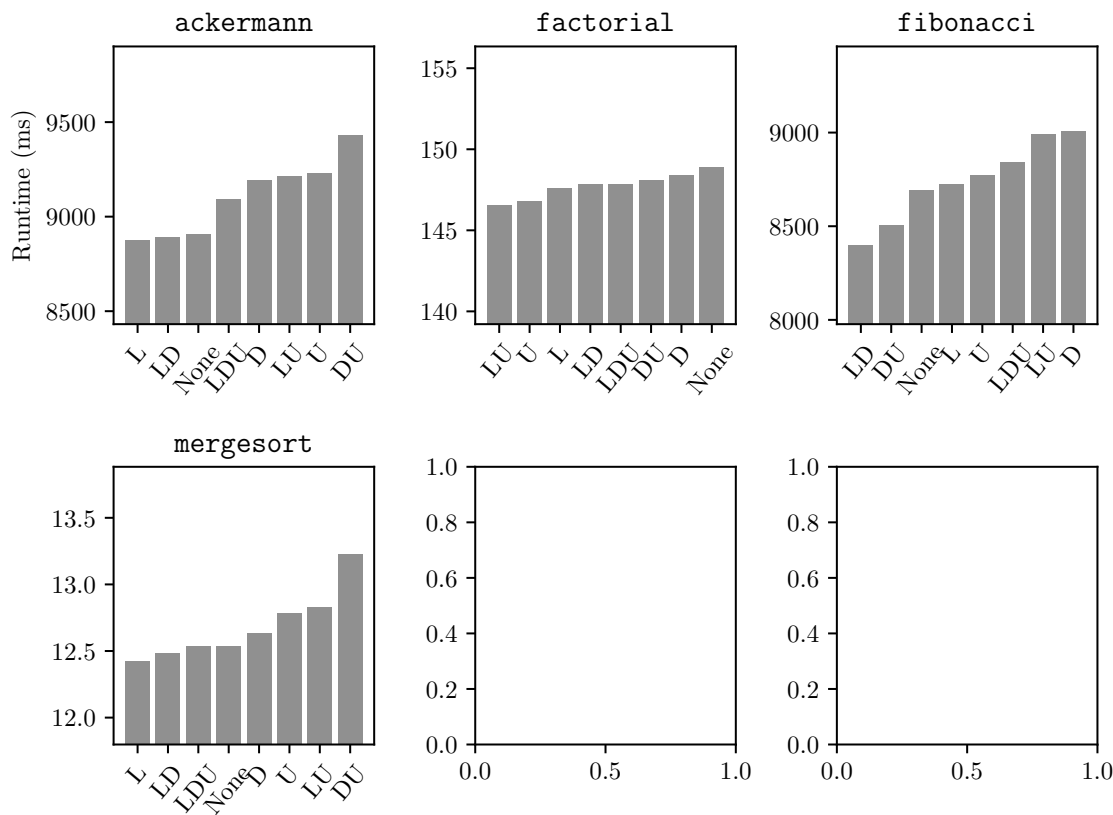 ackermann
factorial
fibonacci
Runtime (ms)
9500
9000
8500
155
150
145
140
9000
8500
8000
L LD None LDU D LU U DU
LU U L LD LDU DU D None
LD DU None L U LDU LU D
mergesort
13.5
13.0
12.5
12.0
1.0
0.8
0.6
0.4
0.2
0.0
1.0
0.8
0.6
0.4
0.2
0.0
L LD LDU None D U LU DU
0.0 0.5 1.0
0.0 0.5 1.0